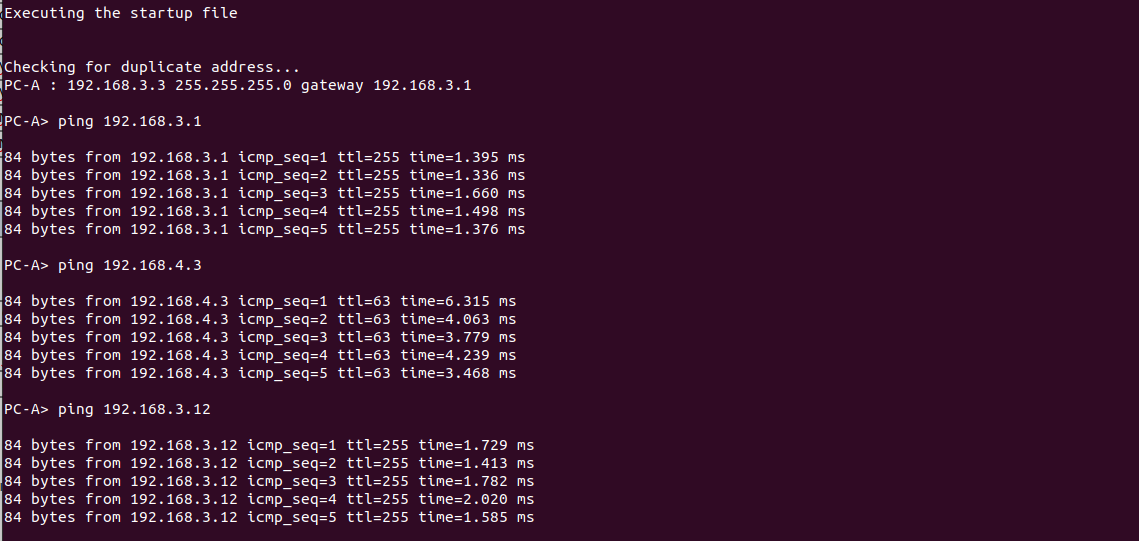 Executing the startup file
Checking for duplicate address...
PC-A : 192.168.3.3 255.255.255.0 gateway 192.168.3.1
PC-A> ping 192.168.3.1
84 bytes from 192.168.3.1 icmp_seq=1 ttl=255 time=1.395 ms
84 bytes from 192.168.3.1 icmp_seq=2 ttl=255 time=1.336 ms
84 bytes from 192.168.3.1 icmp_seq=3 ttl=255 time=1.660 ms
84 bytes from 192.168.3.1 icmp_seq=4 ttl=255 time=1.498 ms
84 bytes from 192.168.3.1 icmp_seq=5 ttl=255 time=1.376 ms
PC-A> ping 192.168.4.3
84 bytes from 192.168.4.3 icmp_seq=1 ttl=63 time=6.315 ms
84 bytes from 192.168.4.3 icmp_seq=2 ttl=63 time=4.063 ms
84 bytes from 192.168.4.3 icmp_seq=3 ttl=63 time=3.779 ms
84 bytes from 192.168.4.3 icmp_seq=4 ttl=63 time=4.239 ms
84 bytes from 192.168.4.3 icmp_seq=5 ttl=63 time=3.468 ms
PC-A> ping 192.168.3.12
84 bytes from 192.168.3.12 icmp_seq=1 ttl=255 time=1.729 ms
84 bytes from 192.168.3.12 icmp_seq=2 ttl=255 time=1.413 ms
84 bytes from 192.168.3.12 icmp_seq=3 ttl=255 time=1.782 ms
84 bytes from 192.168.3.12 icmp_seq=4 ttl=255 time=2.020 ms
84 bytes from 192.168.3.12 icmp_seq=5 ttl=255 time=1.585 ms